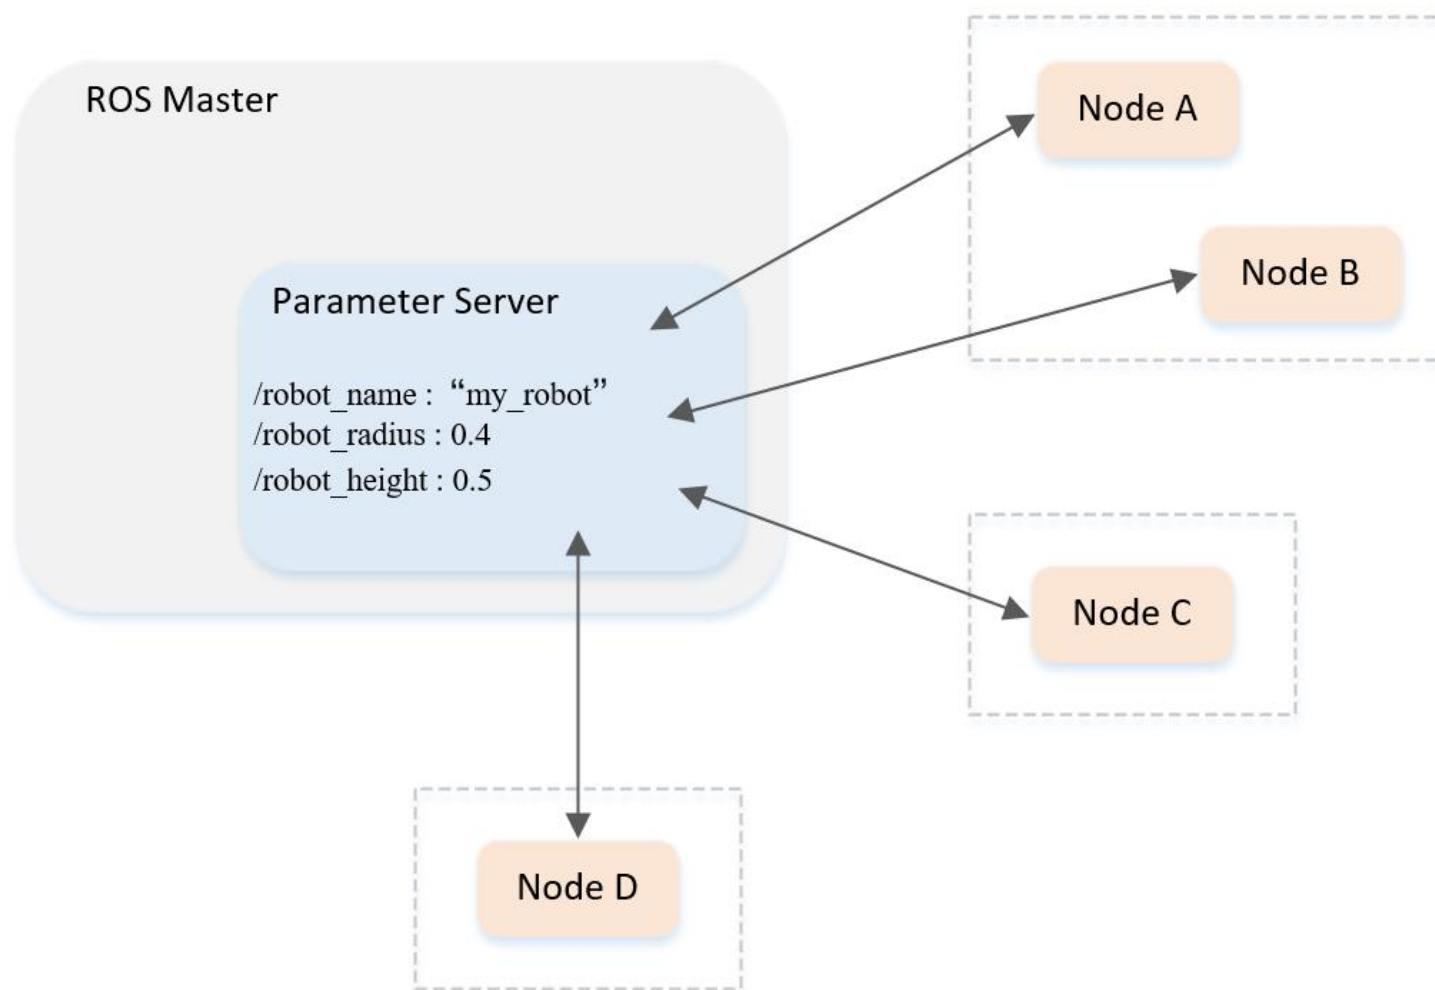 ROS Master
Node A
Node B
Parameter Server
/robot_name : “my_robot”
/robot_radius : 0.4
/robot_height : 0.5
Node C
Node D